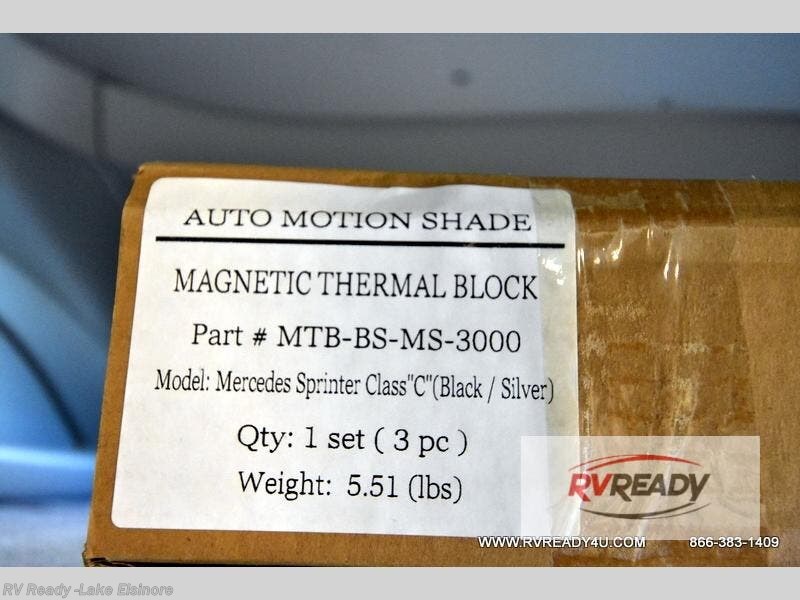 AUTO MOTION SHADE
MAGNETIC THERMAL BLOCK
Part # MTB-BS-MS-3000
Model: Mercedes Sprinter Class"C"(Black / Silver)
Qty: 1 set ( 3 pc )
Weight: 5.51 (lbs)
RVREADY
WWW.RVREADY4U.COM 866-383-1409
RV Ready -Lake Elsinore